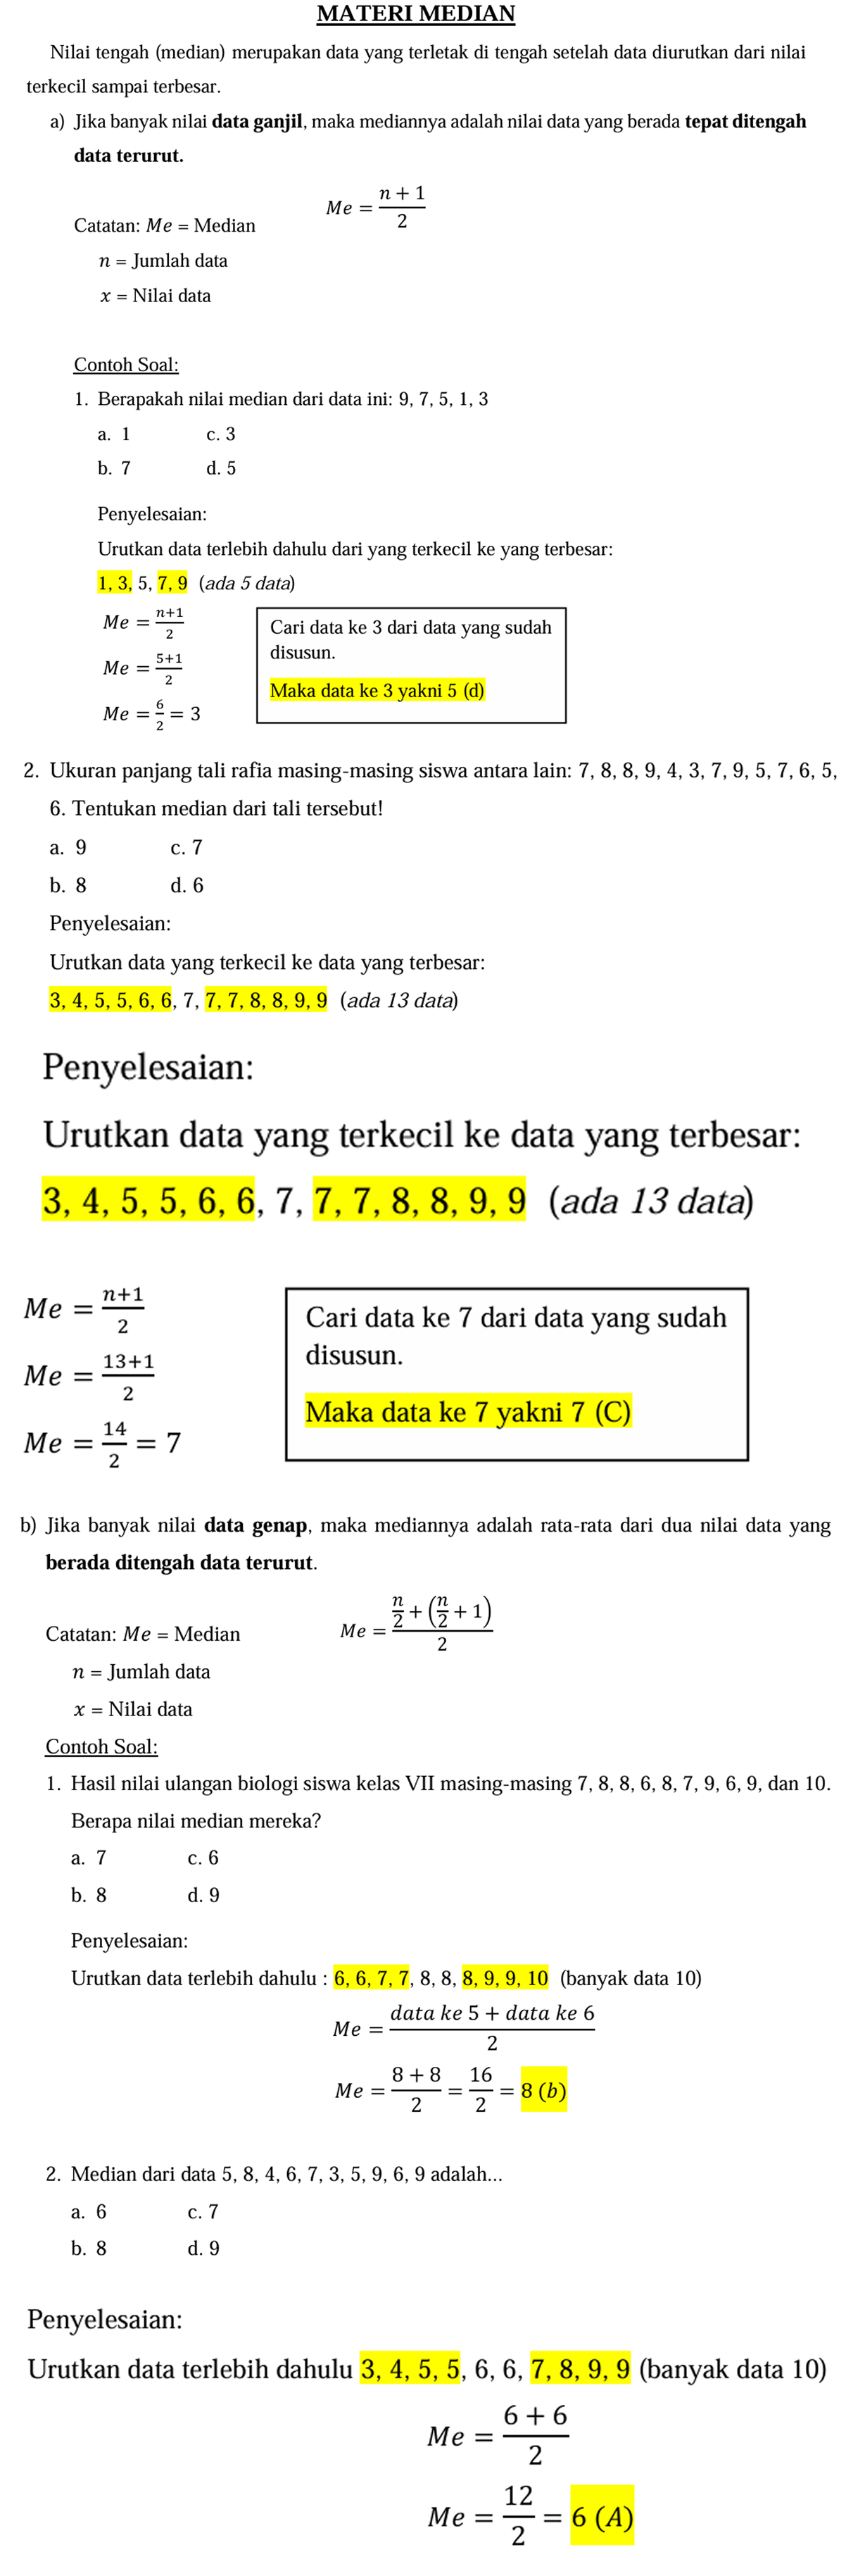 MATERI MEDIAN
Nilai tengah (median) merupakan data yang terletak di tengah setelah data diurutkan dari nilai
terkecil sampai terbesar.
a) Jika banyak nilai data ganjil, maka mediannya adalah nilai data yang berada tepat ditengah
data terurut.
Me = (n + 1)/2
Catatan: Me = Median
n = Jumlah data
x = Nilai data
Contoh Soal:
1. Berapakah nilai median dari data ini: 9, 7, 5, 1, 3
a. 1 c. 3
b. 7 d. 5
Penyelesaian:
Urutkan data terlebih dahulu dari yang terkecil ke yang terbesar:
1, 3, 5, 7, 9 (ada 5 data)
Me = (n+1)/2
Me = (5+1)/2
Me = 6/2 = 3
Cari data ke 3 dari data yang sudah
disusun.
Maka data ke 3 yakni 5 (d)
2. Ukuran panjang tali rafia masing-masing siswa antara lain: 7, 8, 8, 9, 4, 3, 7, 9, 5, 7, 6, 5,
6. Tentukan median dari tali tersebut!
a. 9 c. 7
b. 8 d. 6
Penyelesaian:
Urutkan data yang terkecil ke data yang terbesar:
3, 4, 5, 5, 6, 6, 7, 7, 7, 8, 8, 9, 9 (ada 13 data)
Penyelesaian:
Urutkan data yang terkecil ke data yang terbesar:
3, 4, 5, 5, 6, 6, 7, 7, 7, 8, 8, 9, 9 (ada 13 data)
Me = (n+1)/2
Me = (13+1)/2
Me = 14/2 = 7
Cari data ke 7 dari data yang sudah
disusun.
Maka data ke 7 yakni 7 (C)
b) Jika banyak nilai data genap, maka mediannya adalah rata-rata dari dua nilai data yang
berada ditengah data terurut.
Me = (n/2 + (n/2 + 1))/2
Catatan: Me = Median
n = Jumlah data
x = Nilai data
Contoh Soal:
1. Hasil nilai ulangan biologi siswa kelas VII masing-masing 7, 8, 8, 6, 8, 7, 9, 6, 9, dan 10.
Berapa nilai median mereka?
a. 7 c. 6
b. 8 d. 9
Penyelesaian:
Urutkan data terlebih dahulu : 6, 6, 7, 7, 8, 8, 8, 9, 9, 10 (banyak data 10)
Me = (data ke 5 + data ke 6)/2
Me = (8 + 8)/2 = 16/2 = 8 (b)
2. Median dari data 5, 8, 4, 6, 7, 3, 5, 9, 6, 9 adalah...
a. 6 c. 7
b. 8 d. 9
Penyelesaian:
Urutkan data terlebih dahulu 3, 4, 5, 5, 6, 6, 7, 8, 9, 9 (banyak data 10)
Me = (6 + 6)/2
Me = 12/2 = 6 (A)